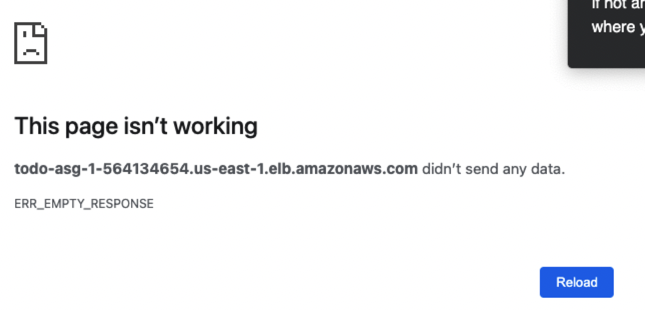 If not ar
where y
This page isn't working
todo-asg-1-564134654.us-east-1.elb.amazonaws.com didn't send any data.
ERR_EMPTY_RESPONSE
Reload